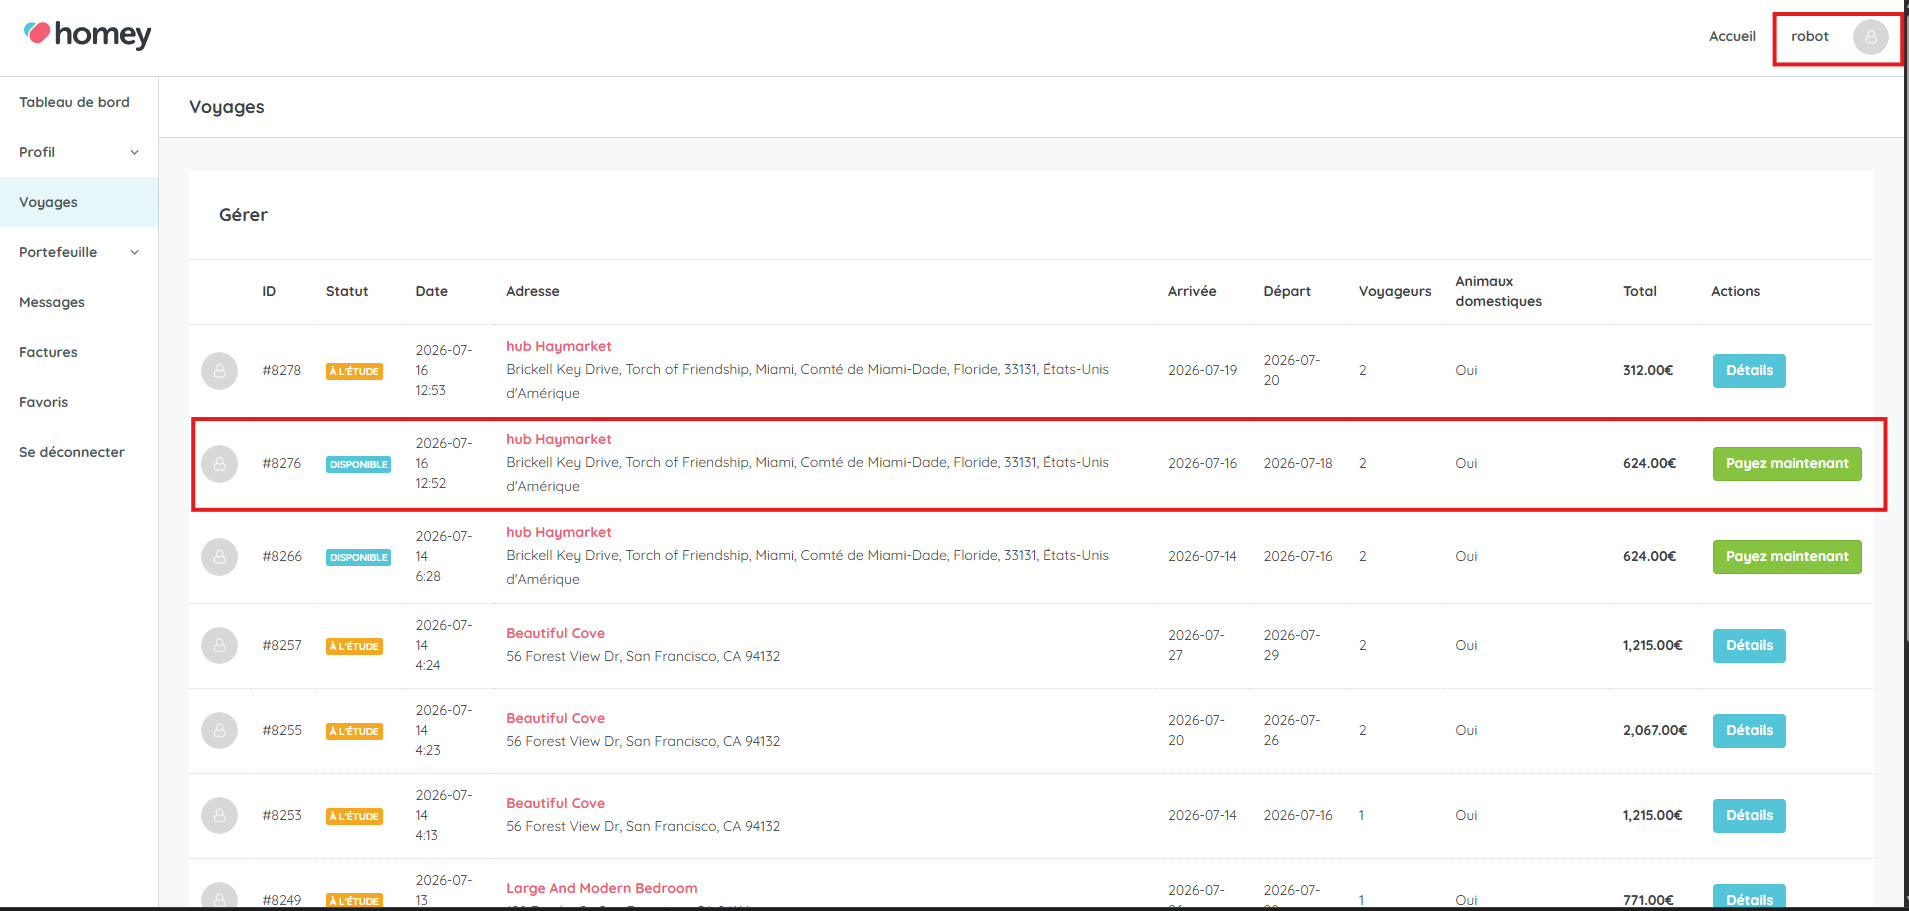 homey
Accueil
robot
Tableau de bord
Profil
Voyages
Portefeuille
Messages
Factures
Favoris
Se déconnecter
Voyages
Gérer
ID Statut Date Adresse Arrivée Départ Voyageurs Animaux domestiques Total Actions
#8278 À L'ÉTUDE 2026-07-16 12:53
hub Haymarket
Brickell Key Drive, Torch of Friendship, Miami, Comté de Miami-Dade, Floride, 33131, États-Unis
d'Amérique
2026-07-19 2026-07-20 2 Oui 312.00€ Détails
#8276 DISPONIBLE 2026-07-16 12:52
hub Haymarket
Brickell Key Drive, Torch of Friendship, Miami, Comté de Miami-Dade, Floride, 33131, États-Unis
d'Amérique
2026-07-16 2026-07-18 2 Oui 624.00€ Payez maintenant
#8266 DISPONIBLE 2026-07-14 6:28
hub Haymarket
Brickell Key Drive, Torch of Friendship, Miami, Comté de Miami-Dade, Floride, 33131, États-Unis
d'Amérique
2026-07-14 2026-07-16 2 Oui 624.00€ Payez maintenant
#8257 À L'ÉTUDE 2026-07-14 4:24
Beautiful Cove
56 Forest View Dr, San Francisco, CA 94132
2026-07-27 2026-07-29 2 Oui 1,215.00€ Détails
#8255 À L'ÉTUDE 2026-07-14 4:23
Beautiful Cove
56 Forest View Dr, San Francisco, CA 94132
2026-07-20 2026-07-26 2 Oui 2,067.00€ Détails
#8253 À L'ÉTUDE 2026-07-14 4:13
Beautiful Cove
56 Forest View Dr, San Francisco, CA 94132
2026-07-14 2026-07-16 1 Oui 1,215.00€ Détails
#8249 À L'ÉTUDE 2026-07-13
Large And Modern Bedroom
2026-07- 2026-07- 1 Oui 771.00€ Détails